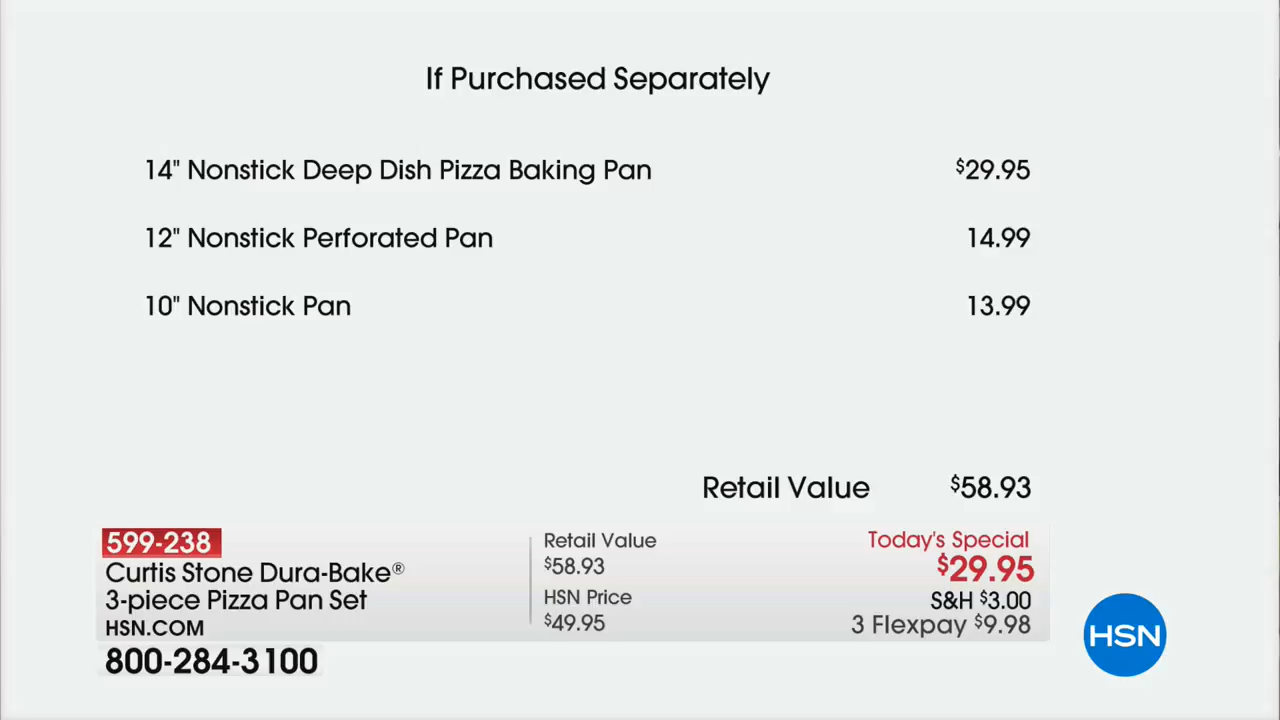 If Purchased Separately
14" Nonstick Deep Dish Pizza Baking Pan $29.95
12" Nonstick Perforated Pan 14.99
10" Nonstick Pan 13.99
Retail Value $58.93
599-238
Curtis Stone Dura-Bake®
3-piece Pizza Pan Set
HSN.COM
800-284-3100
Retail Value
$58.93
HSN Price
$49.95
Today's Special
$29.95
S&H $3.00
3 Flexpay $9.98
HSN